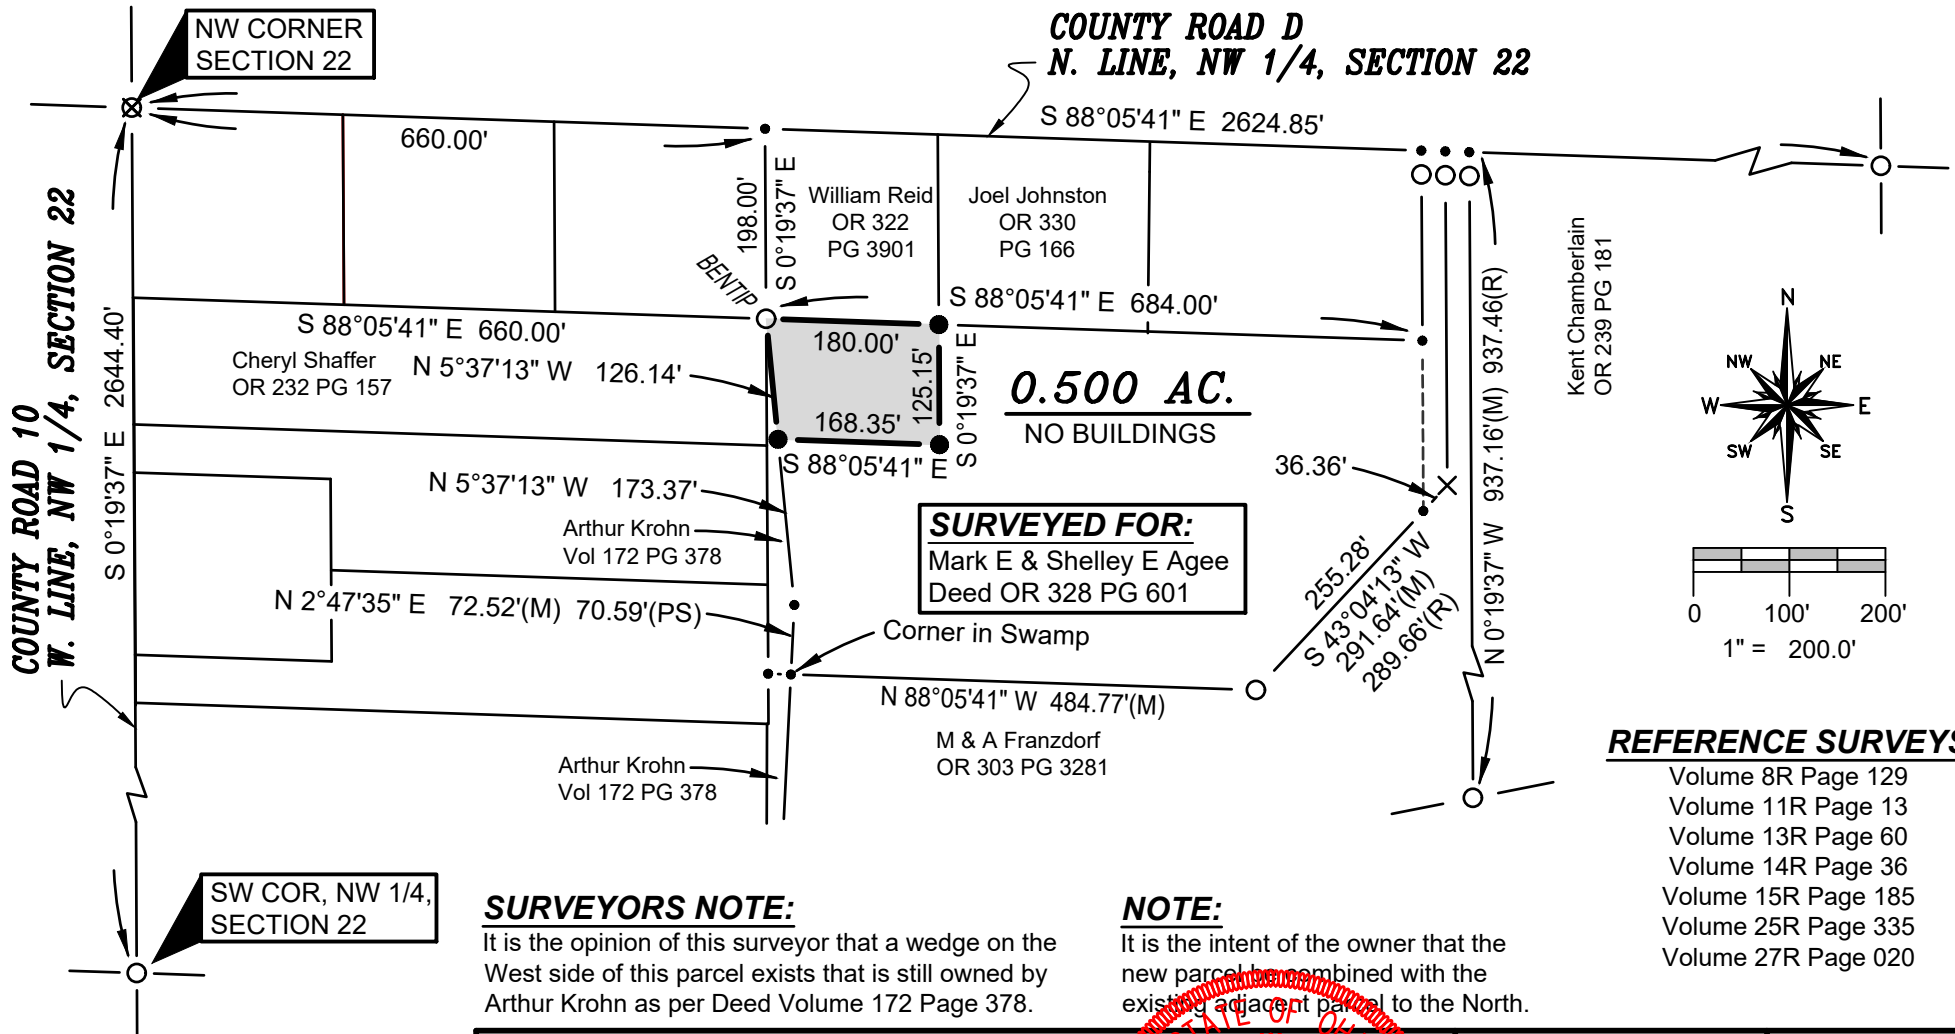 NW CORNER
SECTION 22
COUNTY ROAD D
N. LINE, NW 1/4, SECTION 22
S 88°05'41" E 2624.85'
660.00'
198.00'
S 0°19'37" E
William Reid
OR 322
PG 3901
Joel Johnston
OR 330
PG 166
Kent Chamberlain
OR 239 PG 181
COUNTY ROAD 10
W. LINE, NW 1/4, SECTION 22
S 0°19'37" E 2644.40'
BENTIP
S 88°05'41" E 660.00'
S 88°05'41" E 684.00'
Cheryl Shaffer
OR 232 PG 157
N 5°37'13" W 126.14'
180.00'
125.15'
S 0°19'37" E
168.35'
S 88°05'41" E
0.500 AC.
NO BUILDINGS
N 0°19'37" W 937.16'(M) 937.46(R)
N
NW
NE
W
E
SW
SE
S
36.36'
N 5°37'13" W 173.37'
Arthur Krohn
Vol 172 PG 378
SURVEYED FOR:
Mark E & Shelley E Agee
Deed OR 328 PG 601
255.28'
S 43°04'13" W
291.64'(M)
289.66'(R)
0
100'
200'
1" = 200.0'
N 2°47'35" E 72.52'(M) 70.59'(PS)
Corner in Swamp
N 88°05'41" W 484.77'(M)
M & A Franzdorf
OR 303 PG 3281
Arthur Krohn
Vol 172 PG 378
REFERENCE SURVEYS
Volume 8R Page 129
Volume 11R Page 13
Volume 13R Page 60
Volume 14R Page 36
Volume 15R Page 185
Volume 25R Page 335
Volume 27R Page 020
SW COR, NW 1/4,
SECTION 22
SURVEYORS NOTE:
It is the opinion of this surveyor that a wedge on the
West side of this parcel exists that is still owned by
Arthur Krohn as per Deed Volume 172 Page 378.
NOTE:
It is the intent of the owner that the
new parcel be combined with the
existing adjacent parcel to the North.
OF